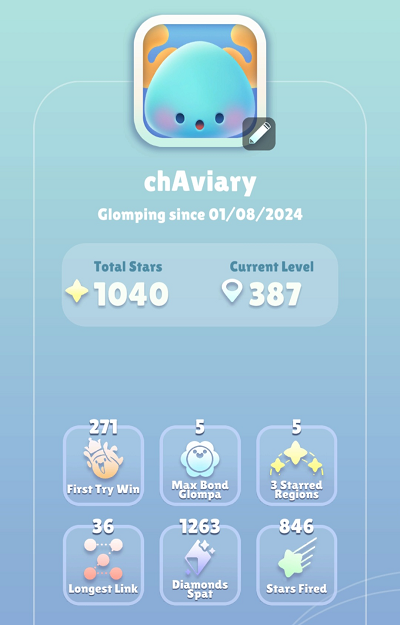 chAviary
Glomping since 01/08/2024
Total Stars
Current Level
1040
387
271
First Try Win
5
Max Bond
Glompa
5
3 Starred
Regions
36
Longest Link
1263
Diamonds
Spat
846
Stars Fired